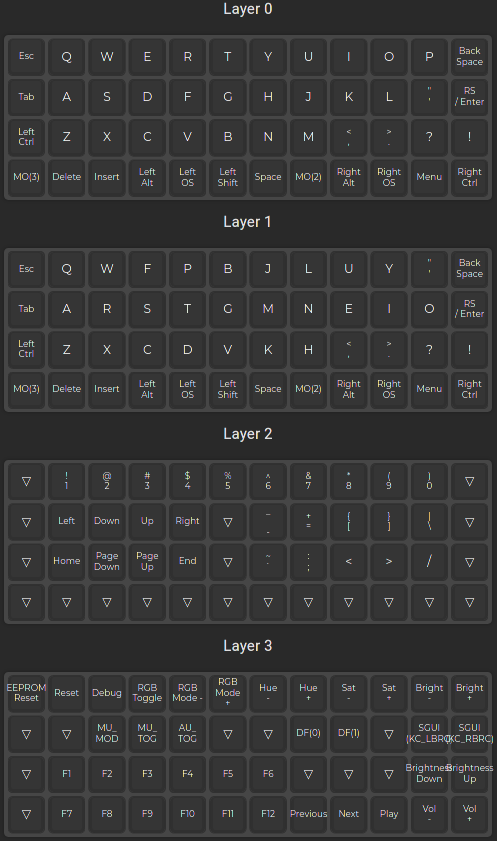 Layer 0
Esc Q W E R T Y U I O P Back Space
Tab A S D F G H J K L " ' RS / Enter
Left Ctrl Z X C V B N M < , > . ? !
MO(3) Delete Insert Left Alt Left OS Left Shift Space MO(2) Right Alt Right OS Menu Right Ctrl
Layer 1
Esc Q W F P B J L U Y " ' Back Space
Tab A R S T G M N E I O RS / Enter
Left Ctrl Z X C D V K H < , > . ? !
MO(3) Delete Insert Left Alt Left OS Left Shift Space MO(2) Right Alt Right OS Menu Right Ctrl
Layer 2
▽ ! 1 @ 2 # 3 $ 4 % 5 ^ 6 & 7 * 8 ( 9 ) 0 ▽
▽ Left Down Up Right ▽ _ - + = { [ } ] | \ ▽
▽ Home Page Down Page Up End ▽ ~ ` : ; < > / ▽
▽ ▽ ▽ ▽ ▽ ▽ ▽ ▽ ▽ ▽ ▽ ▽
Layer 3
EEPROM Reset Reset Debug RGB Toggle RGB Mode - RGB Mode + Hue - Hue + Sat - Sat + Bright - Bright +
▽ ▽ MU_MOD MU_TOG AU_TOG ▽ ▽ DF(0) DF(1) ▽ SGUI (KC_LBRC) SGUI (KC_RBRC)
▽ F1 F2 F3 F4 F5 F6 ▽ ▽ ▽ Brightness Down Brightness Up
▽ F7 F8 F9 F10 F11 F12 Previous Next Play Vol - Vol +